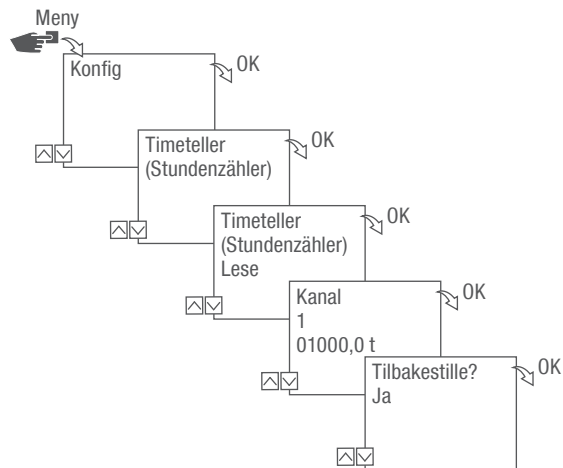 Meny
Konfig
OK
Timeteller
(Stundenzähler)
OK
Timeteller
(Stundenzähler)
Lese
OK
Kanal
1
01000,0 t
OK
Tilbakestille?
Ja
OK